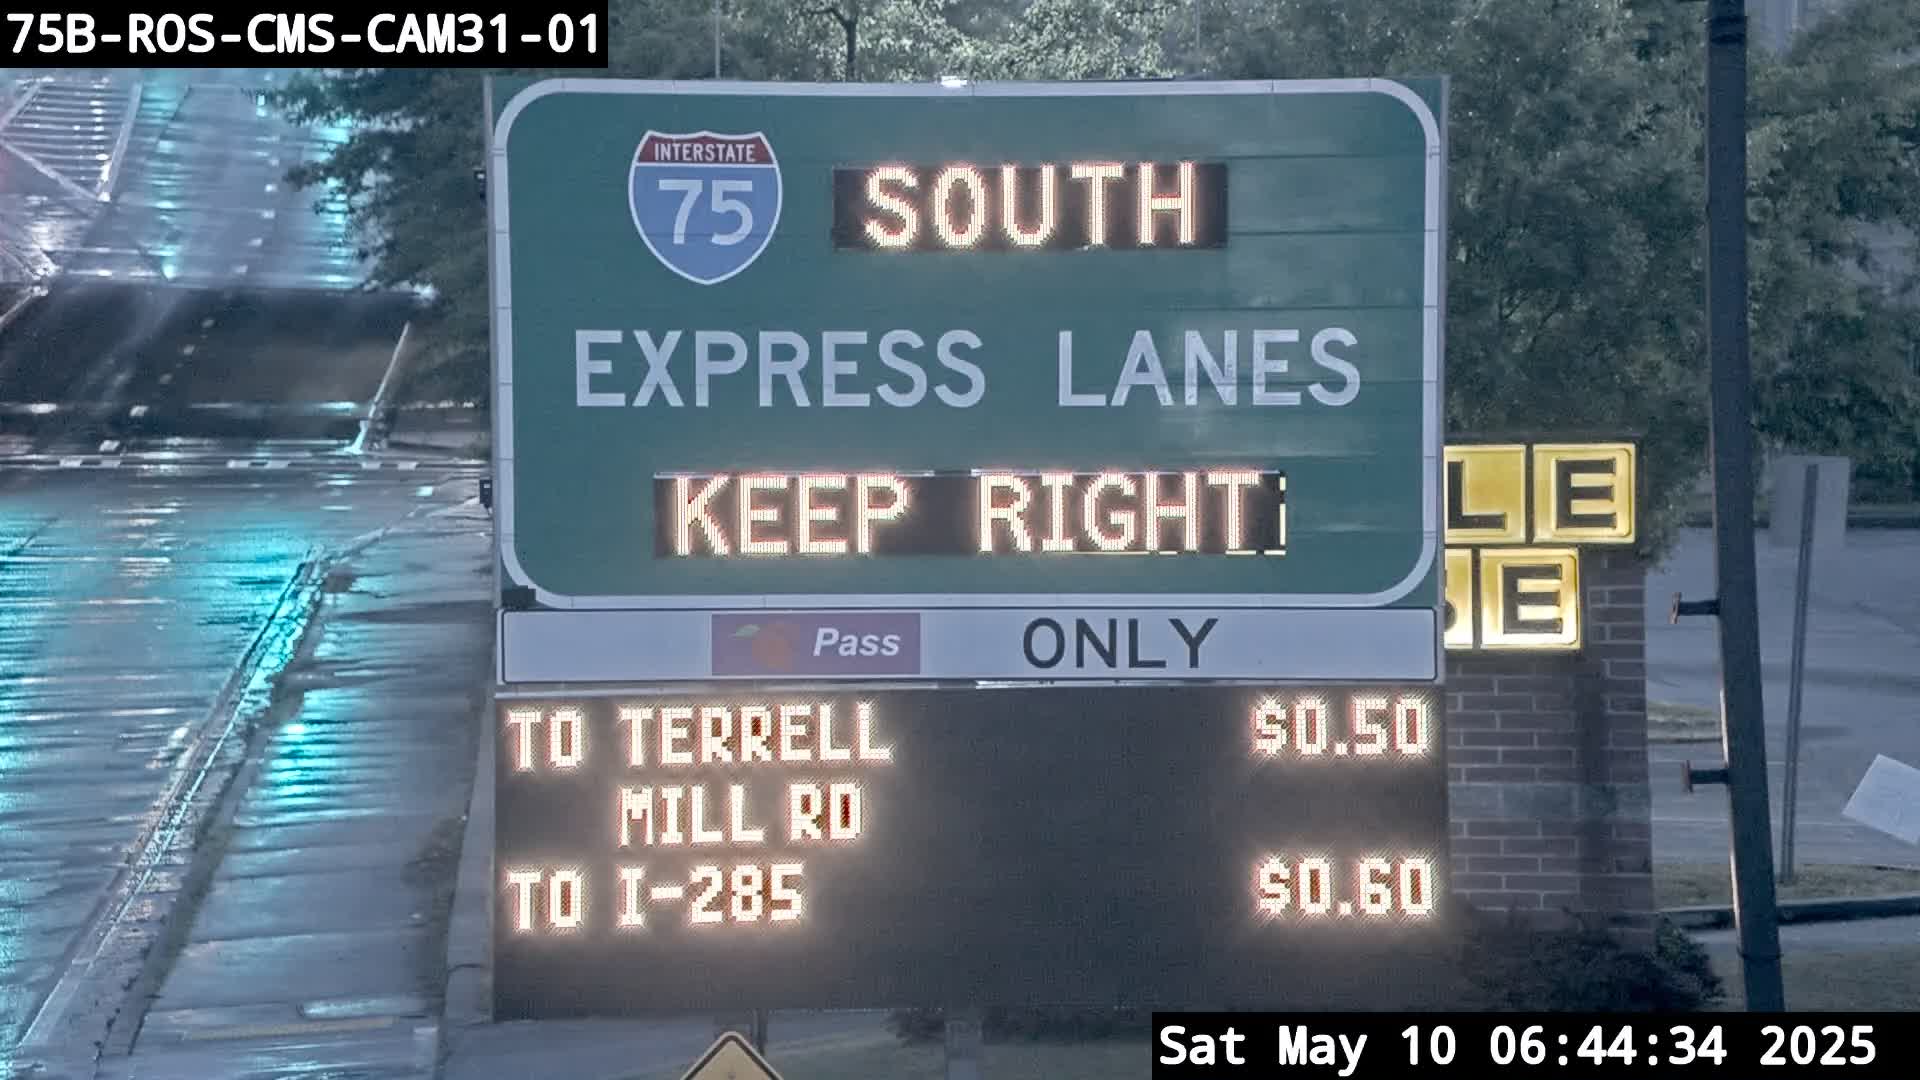 75B-ROS-CMS-CAM31-01
INTERSTATE
75
SOUTH
EXPRESS LANES
KEEP RIGHT
Pass ONLY
LE
E
TO TERRELL $0.50
MILL RD
TO I-285 $0.60
Sat May 10 06:44:34 2025